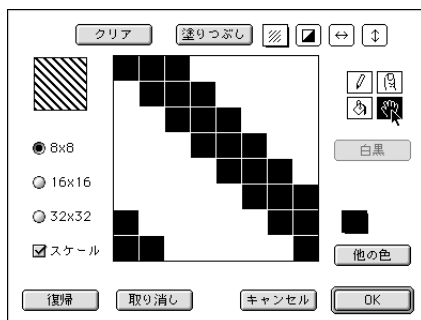 クリア
塗りつぶし
8x8
16x16
32x32
スケール
白黒
他の色
復帰
取り消し
キャンセル
OK